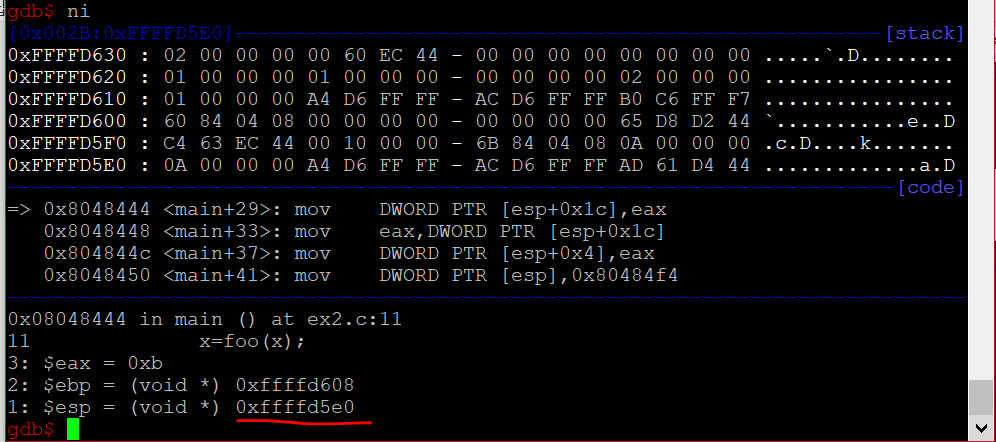 gdb$ ni
[0x002B:0xFFFFD5E0] [stack]
0xFFFFD630 : 02 00 00 00 00 60 EC 44 - 00 00 00 00 00 00 00 00 .....`.D........
0xFFFFD620 : 01 00 00 00 01 00 00 00 - 00 00 00 00 02 00 00 00 ................
0xFFFFD610 : 01 00 00 00 A4 D6 FF FF - AC D6 FF FF B0 C6 FF F7 ................
0xFFFFD600 : 60 84 04 08 00 00 00 00 - 00 00 00 00 65 D8 D2 44 `...........e..D
0xFFFFD5F0 : C4 63 EC 44 00 10 00 00 - 6B 84 04 08 0A 00 00 00 .c.D....k.......
0xFFFFD5E0 : 0A 00 00 00 A4 D6 FF FF - AC D6 FF FF AD 61 D4 44 .............a.D
[code]
=> 0x8048444 <main+29>: mov DWORD PTR [esp+0x1c],eax
0x8048448 <main+33>: mov eax,DWORD PTR [esp+0x1c]
0x804844c <main+37>: mov DWORD PTR [esp+0x4],eax
0x8048450 <main+41>: mov DWORD PTR [esp],0x80484f4
0x08048444 in main () at ex2.c:11
11 x=foo(x);
3: $eax = 0xb
2: $ebp = (void *) 0xffffd608
1: $esp = (void *) 0xffffd5e0
gdb$